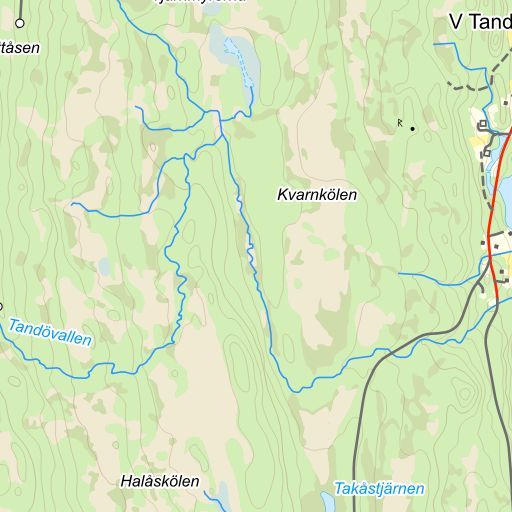 V Tand
Kvarnkölen
Tandövallen
Halåskölen
Takåstjärnen